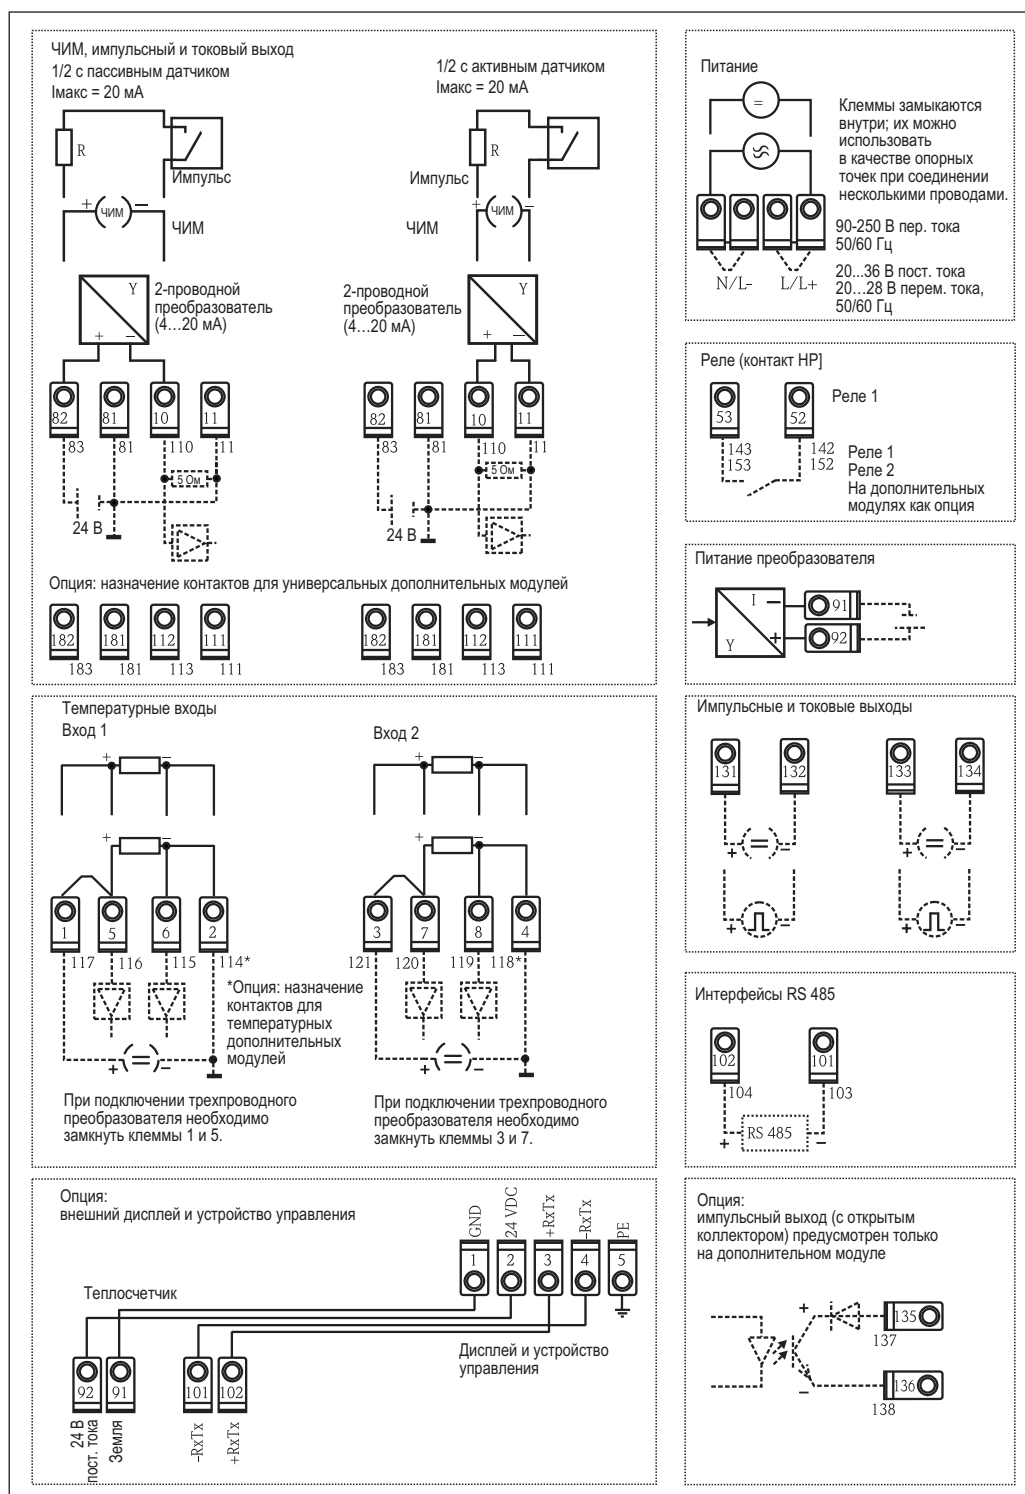 ЧИМ, импульсный и токовый выход
1/2 с пассивным датчиком
Iмакс = 20 мА
R
Импульс
+ ЧИМ –
ЧИМ
Y
+ –
2-проводной
преобразователь
(4…20 мА)
82 81 10 11
83 81 110 11
5 Ом
24 В
1/2 с активным датчиком
Iмакс = 20 мА
R
Импульс
+ ЧИМ –
ЧИМ
Y
+ –
2-проводной
преобразователь
(4…20 мА)
82 81 10 11
83 81 110 11
5 Ом
24 В
Опция: назначение контактов для универсальных дополнительных модулей
182 181 112 111
183 181 113 111
182 181 112 111
183 181 113 111
Температурные входы
Вход 1
+ –
+ –
1 5 6 2
117 116 115 114*
+ = –
*Опция: назначение
контактов для
температурных
дополнительных
модулей
При подключении трехпроводного
преобразователя необходимо
замкнуть клеммы 1 и 5.
Вход 2
+ –
+ –
3 7 8 4
121 120 119 118*
+ = –
При подключении трехпроводного
преобразователя необходимо
замкнуть клеммы 3 и 7.
Опция:
внешний дисплей и устройство управления
GND 24 VDC +RxTx –RxTx PE
1 2 3 4 5
Теплосчетчик
Дисплей и устройство
управления
92 91 101 102
24 В
пост. тока
Земля
–RxTx
+RxTx
Питание
=
Клеммы замыкаются
внутри; их можно
использовать
в качестве опорных
точек при соединении
несколькими проводами.
90-250 В пер. тока
50/60 Гц
N/L- L/L+
20...36 В пост. тока
20…28 В перем. тока,
50/60 Гц
Реле (контакт НР]
53 52
Реле 1
143 142
153 152
Реле 1
Реле 2
На дополнительных
модулях как опция
Питание преобразователя
I –
Y +
91
92
Импульсные и токовые выходы
131 132 133 134
+ = – + = –
+ – + –
Интерфейсы RS 485
102 101
104 103
+ RS 485 –
Опция:
импульсный выход (с открытым
коллектором) предусмотрен только
на дополнительном модуле
+
135
137
–
136
138